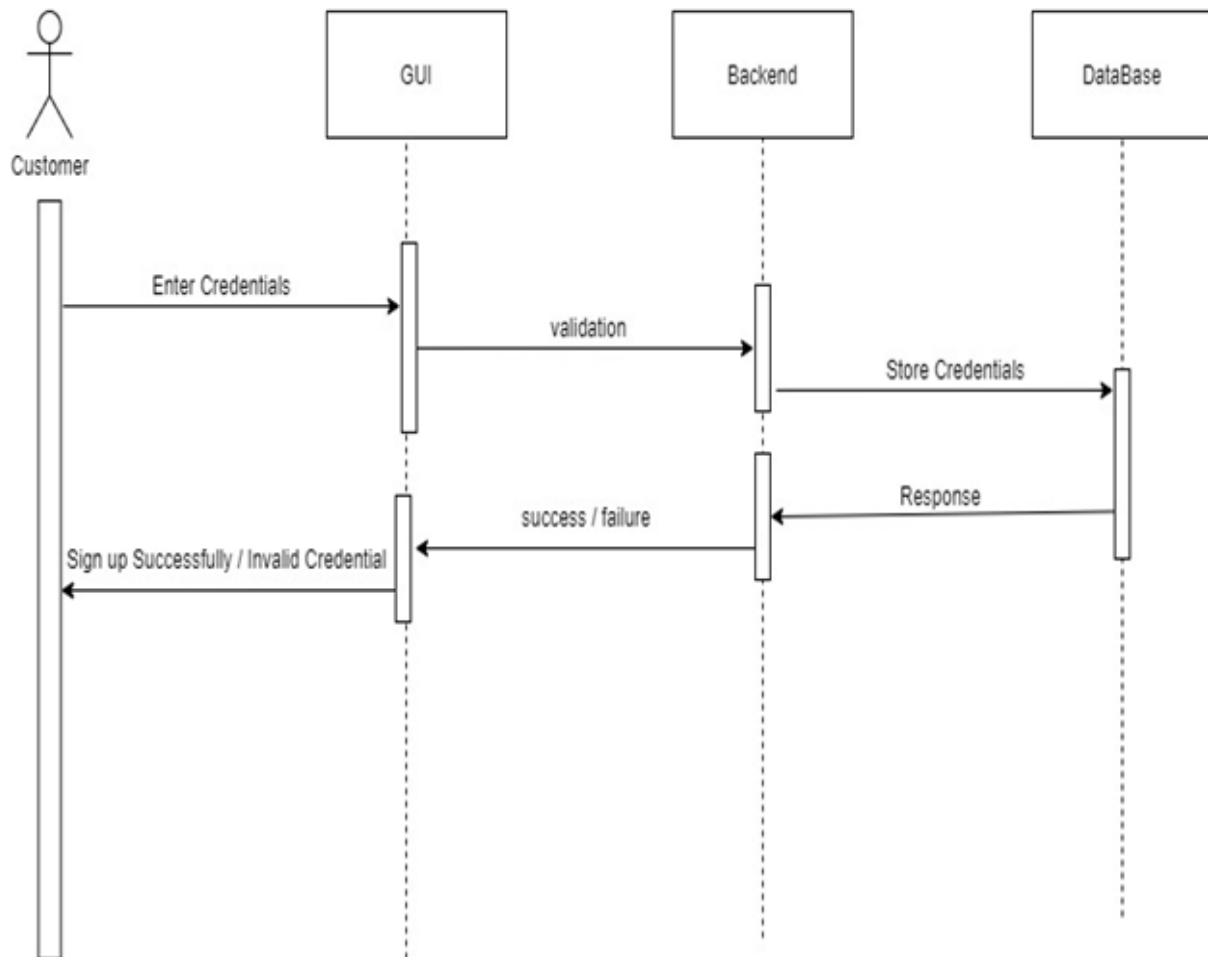 GUI
Backend
DataBase
Customer
Enter Credentials
validation
Store Credentials
Response
success / failure
Sign up Successfully / Invalid Credential